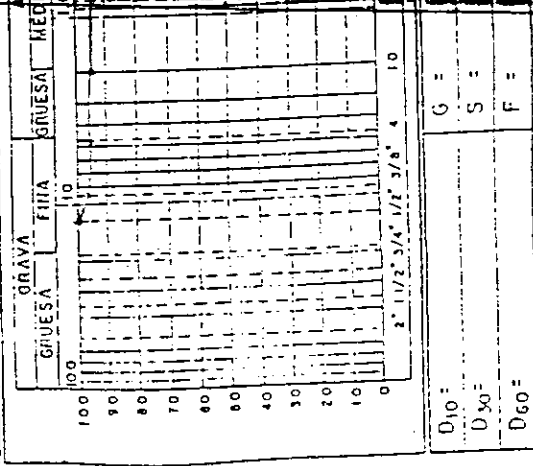 GRAVA
GRUESA FINA GRUESA MED
100 10 1
100
90
80
70
60
50
40
30
20
10
0
2" 1 1/2" 3/4" 1/2" 3/8" 4 10
D10= G =
D30= S =
D60= F =